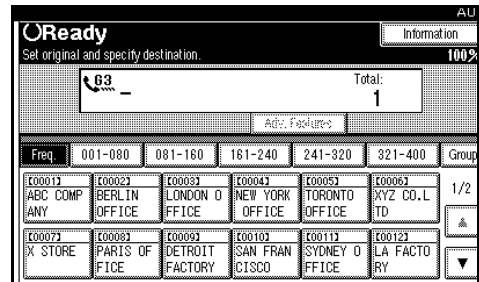 AU
Ready
Information
Set original and specify destination.
100%
G3 _
Total:
1
Adv. Features
Freq. 001-080 081-160 161-240 241-320 321-400 Group
[0001] [0002] [0003] [0004] [0005] [0006]
ABC COMP BERLIN LONDON O NEW YORK TORONTO XYZ CO.L
ANY OFFICE FFICE OFFICE OFFICE TD
1/2
[0007] [0008] [0009] [0010] [0011] [0012]
X STORE PARIS OF DETROIT SAN FRAN SYDNEY O LA FACTO
FICE FACTORY CISCO FFICE RY